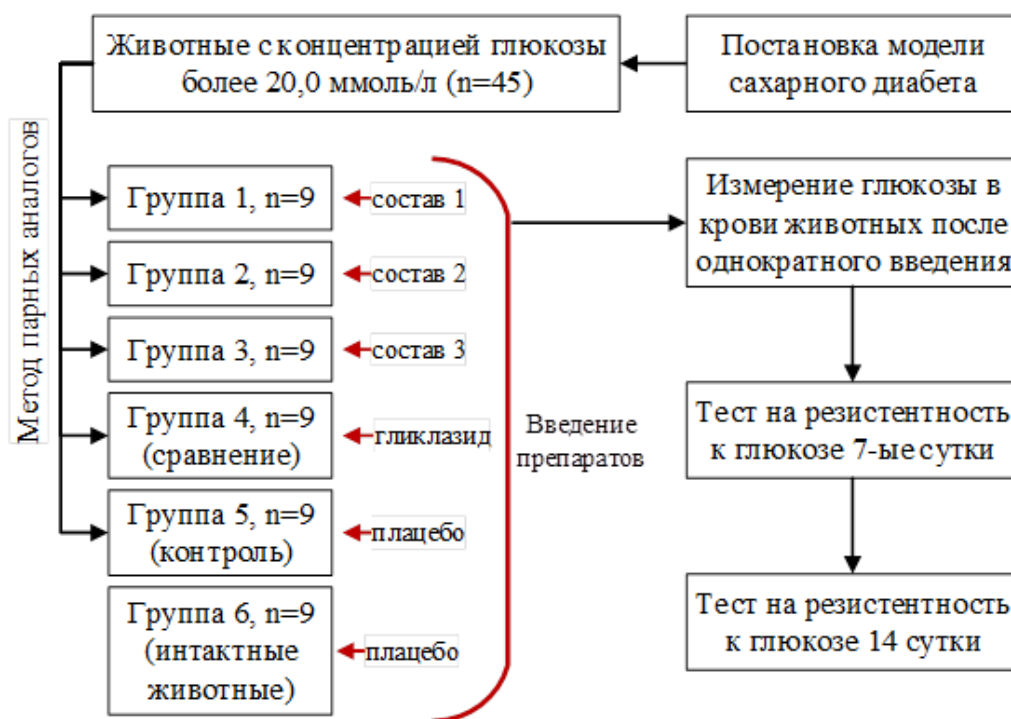 Животные с концентрацией глюкозы
более 20,0 ммоль/л (n=45)
Постановка модели
сахарного диабета
Метод парных аналогов
Группа 1, n=9
состав 1
Группа 2, n=9
состав 2
Группа 3, n=9
состав 3
Группа 4, n=9
(сравнение)
гликлазид
Группа 5, n=9
(контроль)
плацебо
Группа 6, n=9
(интактные
животные)
плацебо
Введение
препаратов
Измерение глюкозы в
крови животных после
однократного введения
Тест на резистентность
к глюкозе 7-ые сутки
Тест на резистентность
к глюкозе 14 сутки